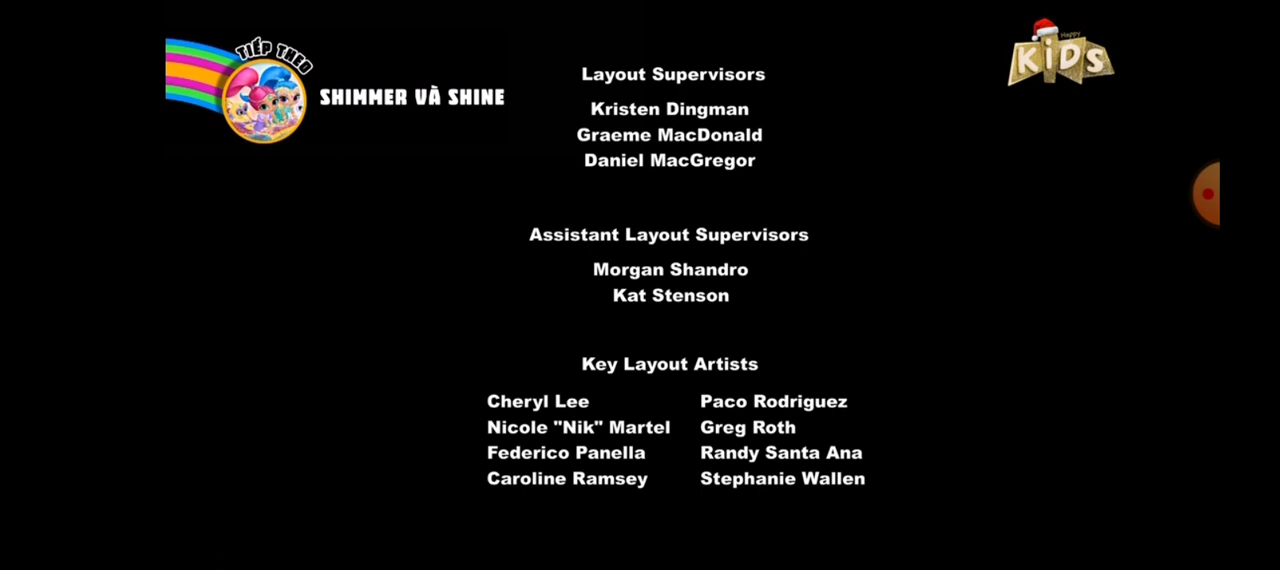 TIẾP THEO
SHIMMER VÀ SHINE
Happy
KiDS
Layout Supervisors
Kristen Dingman
Graeme MacDonald
Daniel MacGregor
Assistant Layout Supervisors
Morgan Shandro
Kat Stenson
Key Layout Artists
Cheryl Lee
Nicole "Nik" Martel
Federico Panella
Caroline Ramsey
Paco Rodriguez
Greg Roth
Randy Santa Ana
Stephanie Wallen